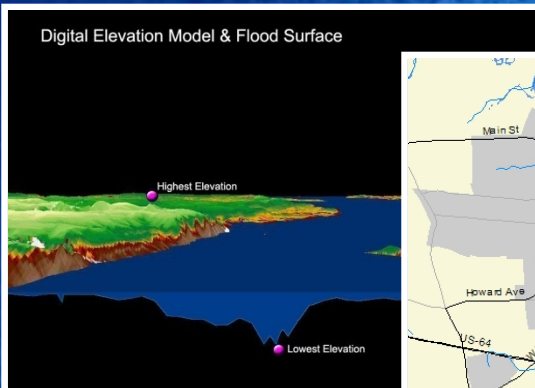 Digital Elevation Model & Flood Surface
Highest Elevation
Lowest Elevation
Main St
Howard Ave
US-64